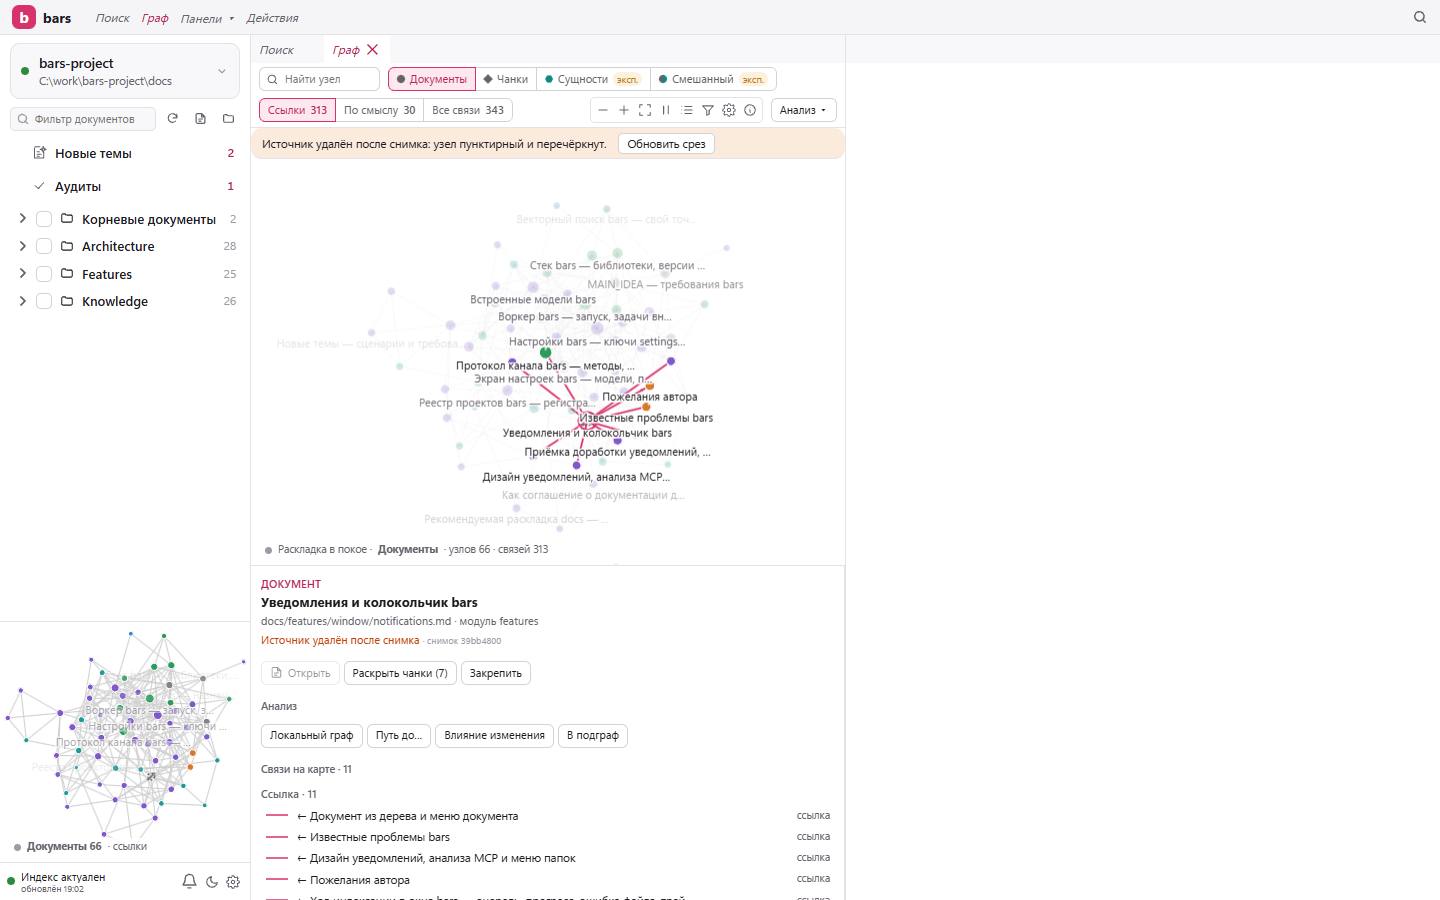 b bars Поиск Граф Панели Действия
bars-project
C:\work\bars-project\docs
Фильтр документов
Новые темы 2
Аудиты 1
Корневые документы 2
Architecture 28
Features 25
Knowledge 26
Воркер bars — запуск, з...
Настройки bars — ключи ...
Протокол канала bars — ...
Документы 66 · ссылки
Индекс актуален
обновлён 19:02
Поиск Граф
Найти узел Документы Чанки Сущности эксп. Смешанный эксп.
Ссылки 313 По смыслу 30 Все связи 343 Анализ
Источник удалён после снимка: узел пунктирный и перечёркнут. Обновить срез
Векторный поиск bars — свой точ...
Стек bars — библиотеки, версии ...
MAIN_IDEA — требования bars
Встроенные модели bars
Воркер bars — запуск, задачи вн...
Настройки bars — ключи settings...
Новые темы — сценарии и требова...
Протокол канала bars — методы, ...
Экран настроек bars — модели, п...
Пожелания автора
Реестр проектов bars — регистра...
Известные проблемы bars
Уведомления и колокольчик bars
Приёмка доработки уведомлений, ...
Дизайн уведомлений, анализа MCP...
Как соглашение о документации д...
Рекомендуемая раскладка docs — ...
Раскладка в покое · Документы · узлов 66 · связей 313
ДОКУМЕНТ
Уведомления и колокольчик bars
docs/features/window/notifications.md · модуль features
Источник удалён после снимка · снимок 39bb4800
Открыть Раскрыть чанки (7) Закрепить
Анализ
Локальный граф Путь до... Влияние изменения В подграф
Связи на карте · 11
Ссылка · 11
← Документ из дерева и меню документа ссылка
← Известные проблемы bars ссылка
← Дизайн уведомлений, анализа MCP и меню папок ссылка
← Пожелания автора ссылка